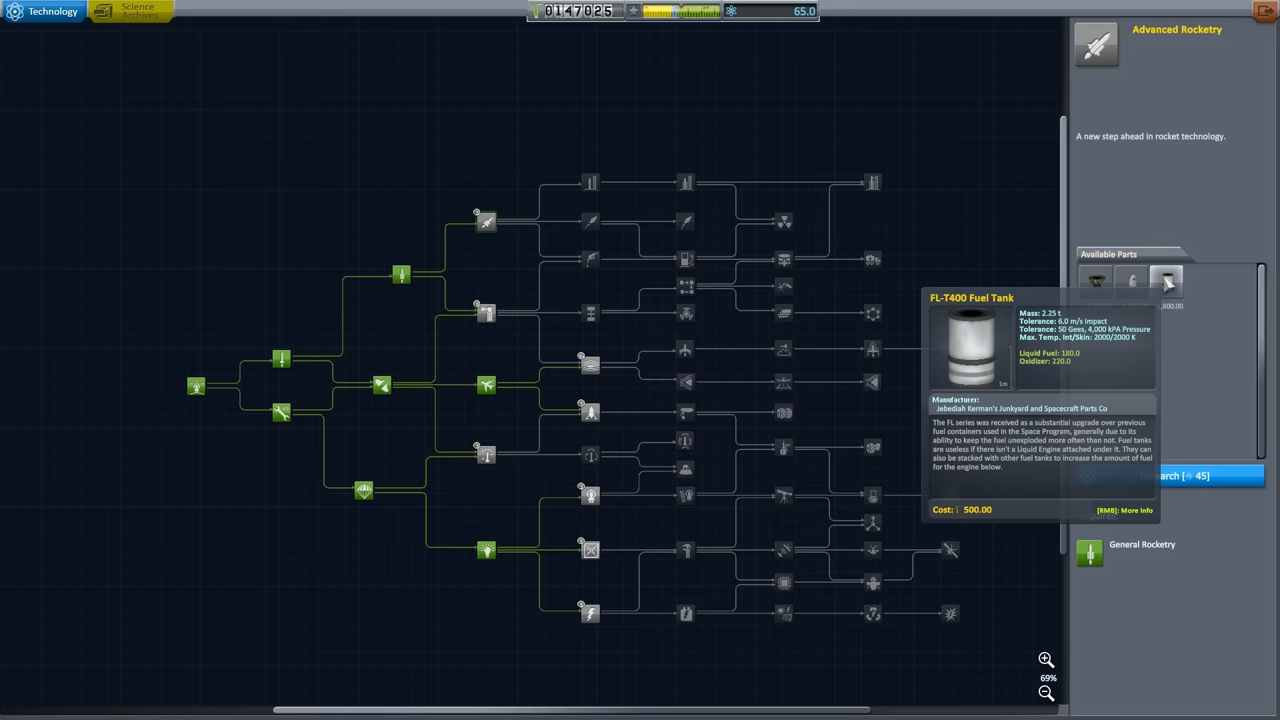 Technology
Science
Archives
0147025
65.0
Advanced Rocketry
A new step ahead in rocket technology.
Available Parts
,600.00
FL-T400 Fuel Tank
Mass: 2.25 t
Tolerance: 6.0 m/s Impact
Tolerance: 50 Gees, 4,000 kPA Pressure
Max. Temp. Int/Skin: 2000/2000 K
Liquid Fuel: 180.0
Oxidizer: 220.0
1m
Manufacturer:
Jebediah Kerman's Junkyard and Spacecraft Parts Co
The FL series was received as a substantial upgrade over previous
fuel containers used in the Space Program, generally due to its
ability to keep the fuel unexploded more often than not. Fuel tanks
are useless if there isn't a Liquid Engine attached under it. They can
also be stacked with other fuel tanks to increase the amount of fuel
for the engine below.
Cost: 500.00
[RMB]: More Info
search [ 45]
General Rocketry
69%